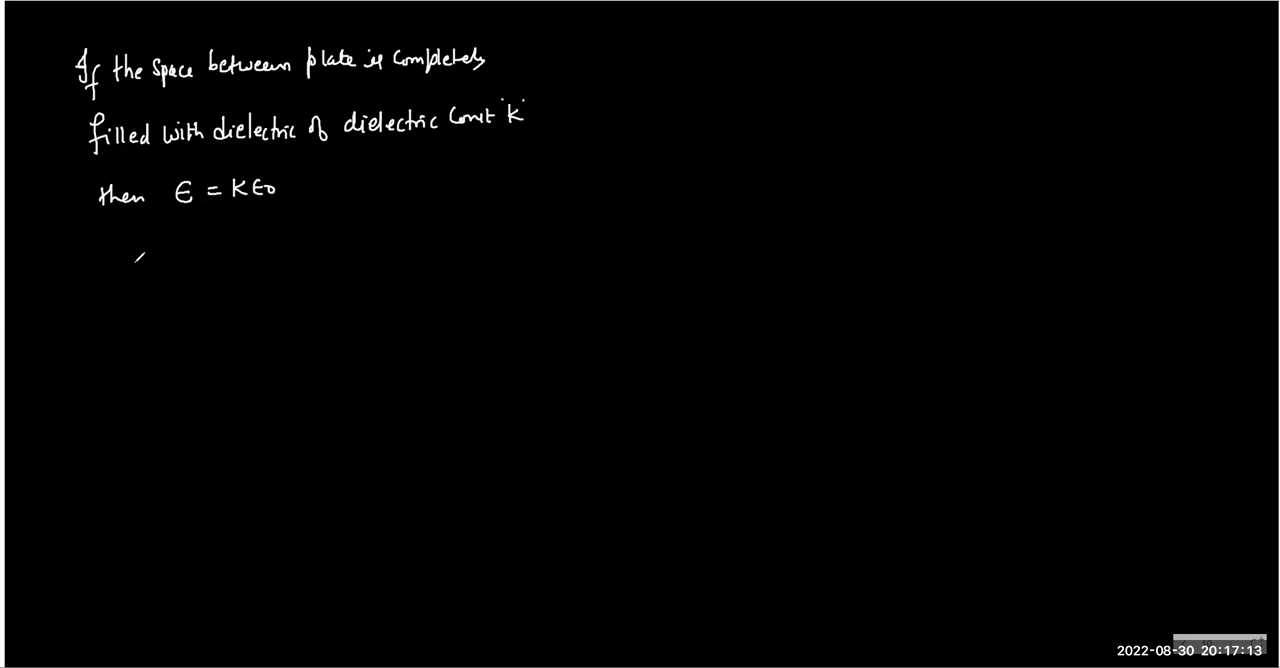 If the space between plate is completely
filled with dielectric of dielectric const 'k'
then ϵ = Kϵ0
2022-08-30 20:17:13